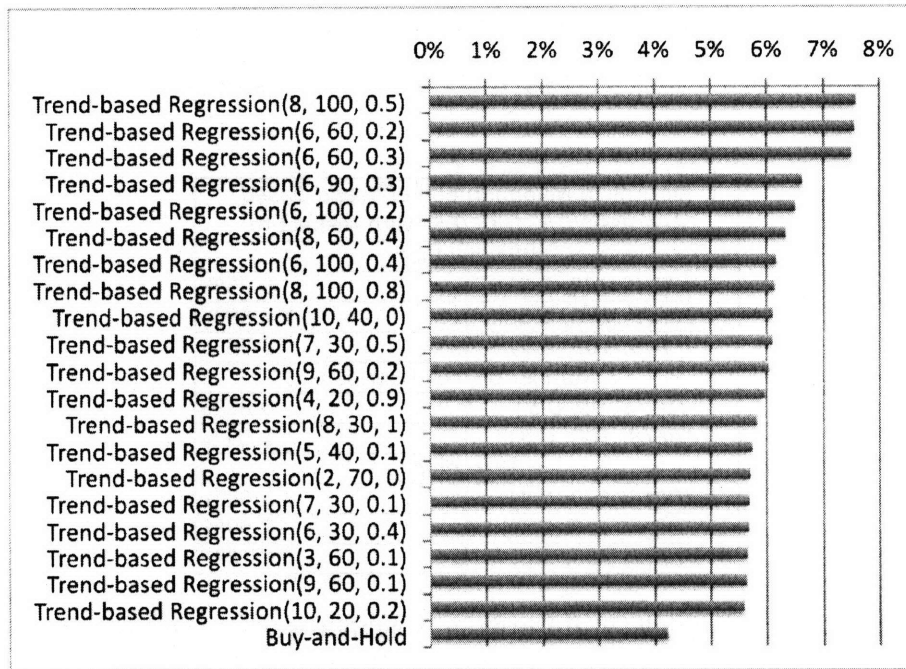 0% 1% 2% 3% 4% 5% 6% 7% 8%
Trend-based Regression(8, 100, 0.5)
Trend-based Regression(6, 60, 0.2)
Trend-based Regression(6, 60, 0.3)
Trend-based Regression(6, 90, 0.3)
Trend-based Regression(6, 100, 0.2)
Trend-based Regression(8, 60, 0.4)
Trend-based Regression(6, 100, 0.4)
Trend-based Regression(8, 100, 0.8)
Trend-based Regression(10, 40, 0)
Trend-based Regression(7, 30, 0.5)
Trend-based Regression(9, 60, 0.2)
Trend-based Regression(4, 20, 0.9)
Trend-based Regression(8, 30, 1)
Trend-based Regression(5, 40, 0.1)
Trend-based Regression(2, 70, 0)
Trend-based Regression(7, 30, 0.1)
Trend-based Regression(6, 30, 0.4)
Trend-based Regression(3, 60, 0.1)
Trend-based Regression(9, 60, 0.1)
Trend-based Regression(10, 20, 0.2)
Buy-and-Hold